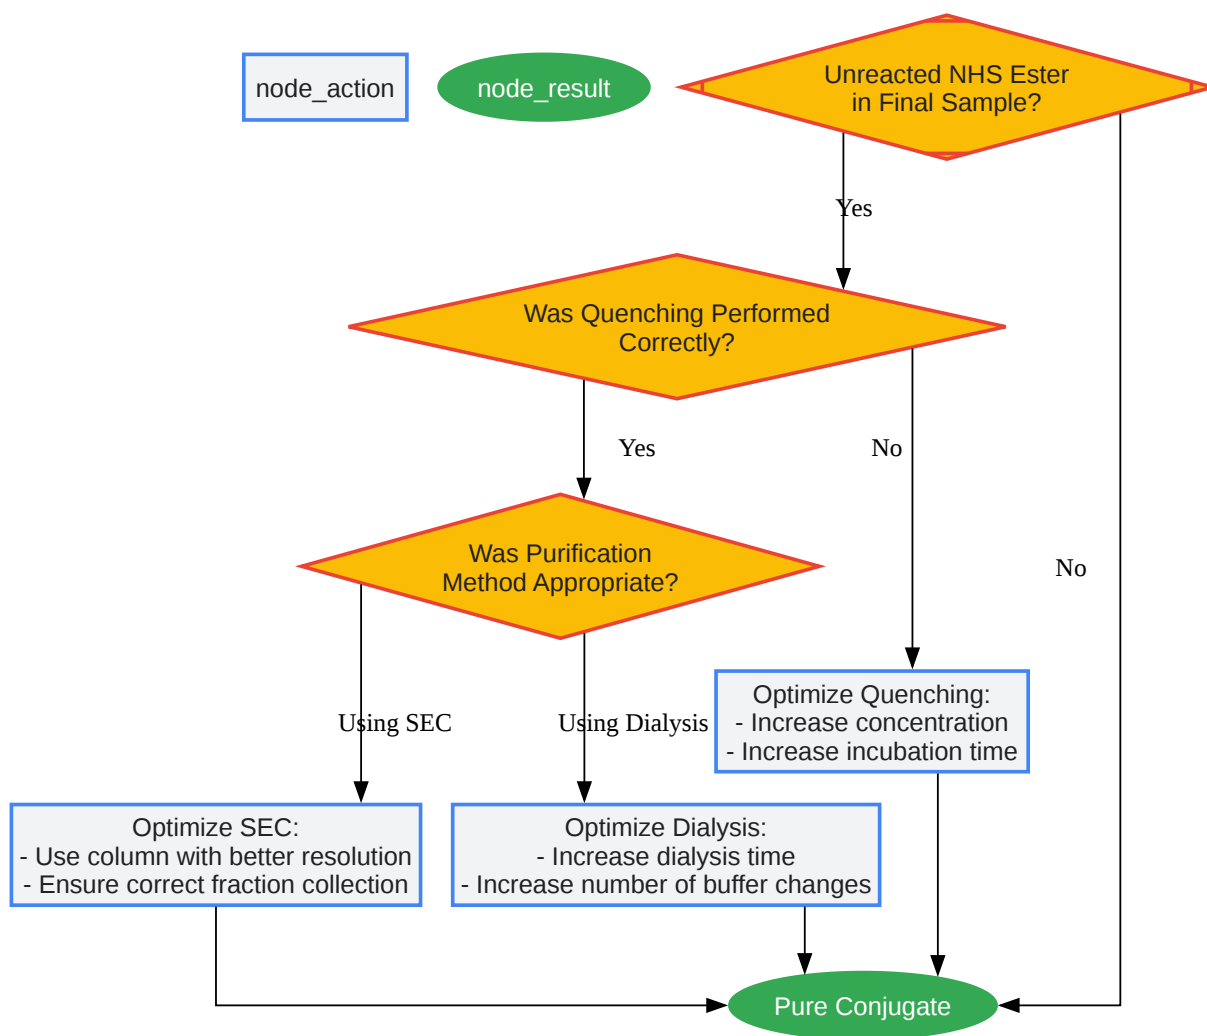 node_action
node_result
Unreacted NHS Ester
in Final Sample?
Yes
Was Quenching Performed
Correctly?
Yes
No
Was Purification
Method Appropriate?
No
Using SEC
Using Dialysis
Optimize Quenching:
- Increase concentration
- Increase incubation time
Optimize SEC:
- Use column with better resolution
- Ensure correct fraction collection
Optimize Dialysis:
- Increase dialysis time
- Increase number of buffer changes
Pure Conjugate